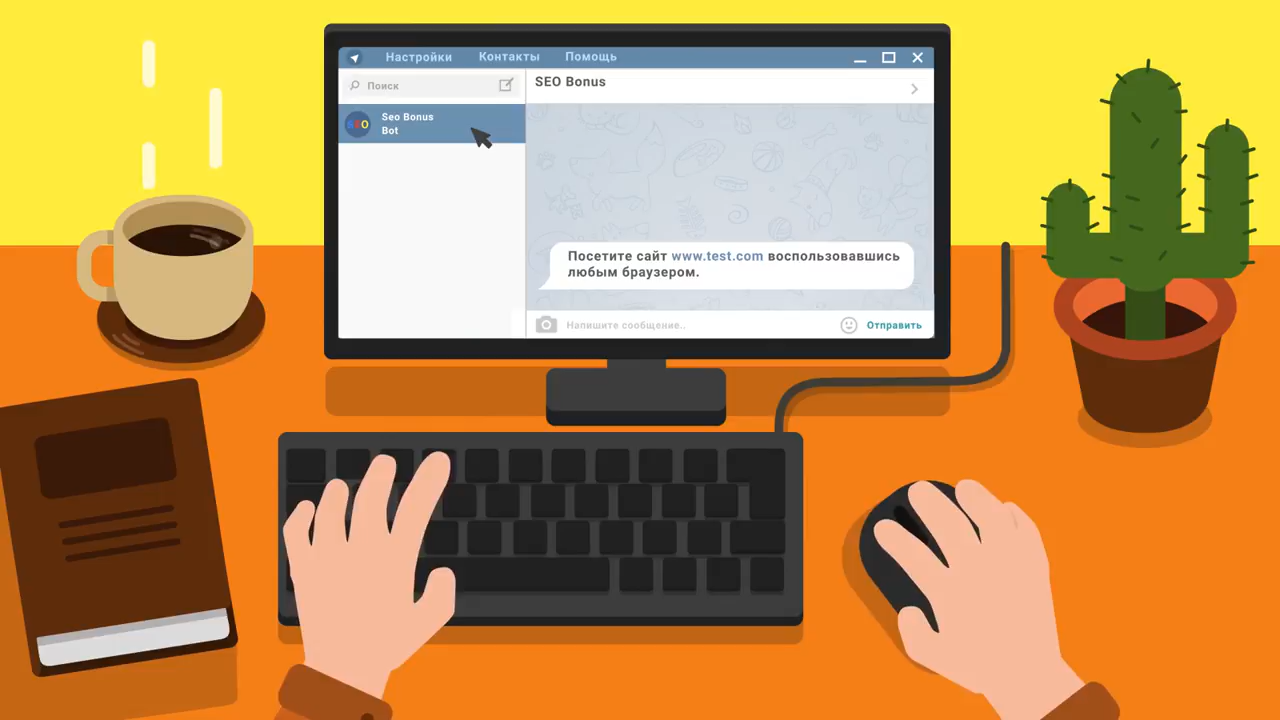 Настройки Контакты Помощь
Поиск
SEO Bonus
SEO
Seo Bonus
Bot
Посетите сайт www.test.com воспользовавшись
любым браузером.
Напишите сообщение..
Отправить